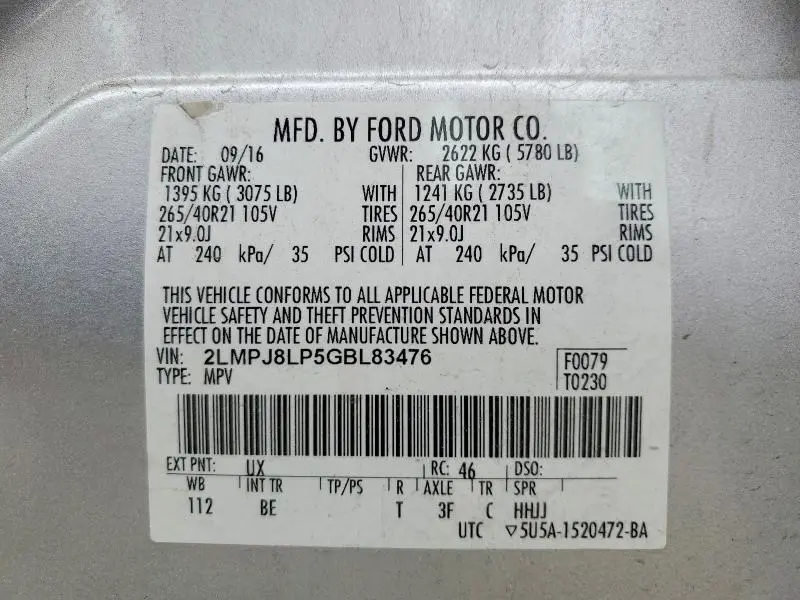 MFD. BY FORD MOTOR CO.
DATE: 09/16 GVWR: 2622 KG ( 5780 LB)
FRONT GAWR: REAR GAWR:
1395 KG ( 3075 LB) WITH 1241 KG ( 2735 LB) WITH
265/40R21 105V TIRES 265/40R21 105V TIRES
21x9.0J RIMS 21x9.0J RIMS
AT 240 kPa/ 35 PSI COLD AT 240 kPa/ 35 PSI COLD
THIS VEHICLE CONFORMS TO ALL APPLICABLE FEDERAL MOTOR
VEHICLE SAFETY AND THEFT PREVENTION STANDARDS IN
EFFECT ON THE DATE OF MANUFACTURE SHOWN ABOVE.
VIN: 2LMPJ8LP5GBL83476 F0079
TYPE: MPV T0230
EXT PNT: UX RC: 46 DSO:
WB INT TR TP/PS R AXLE TR SPR
112 BE T 3F C HHJJ
UTC ▽5U5A-1520472-BA